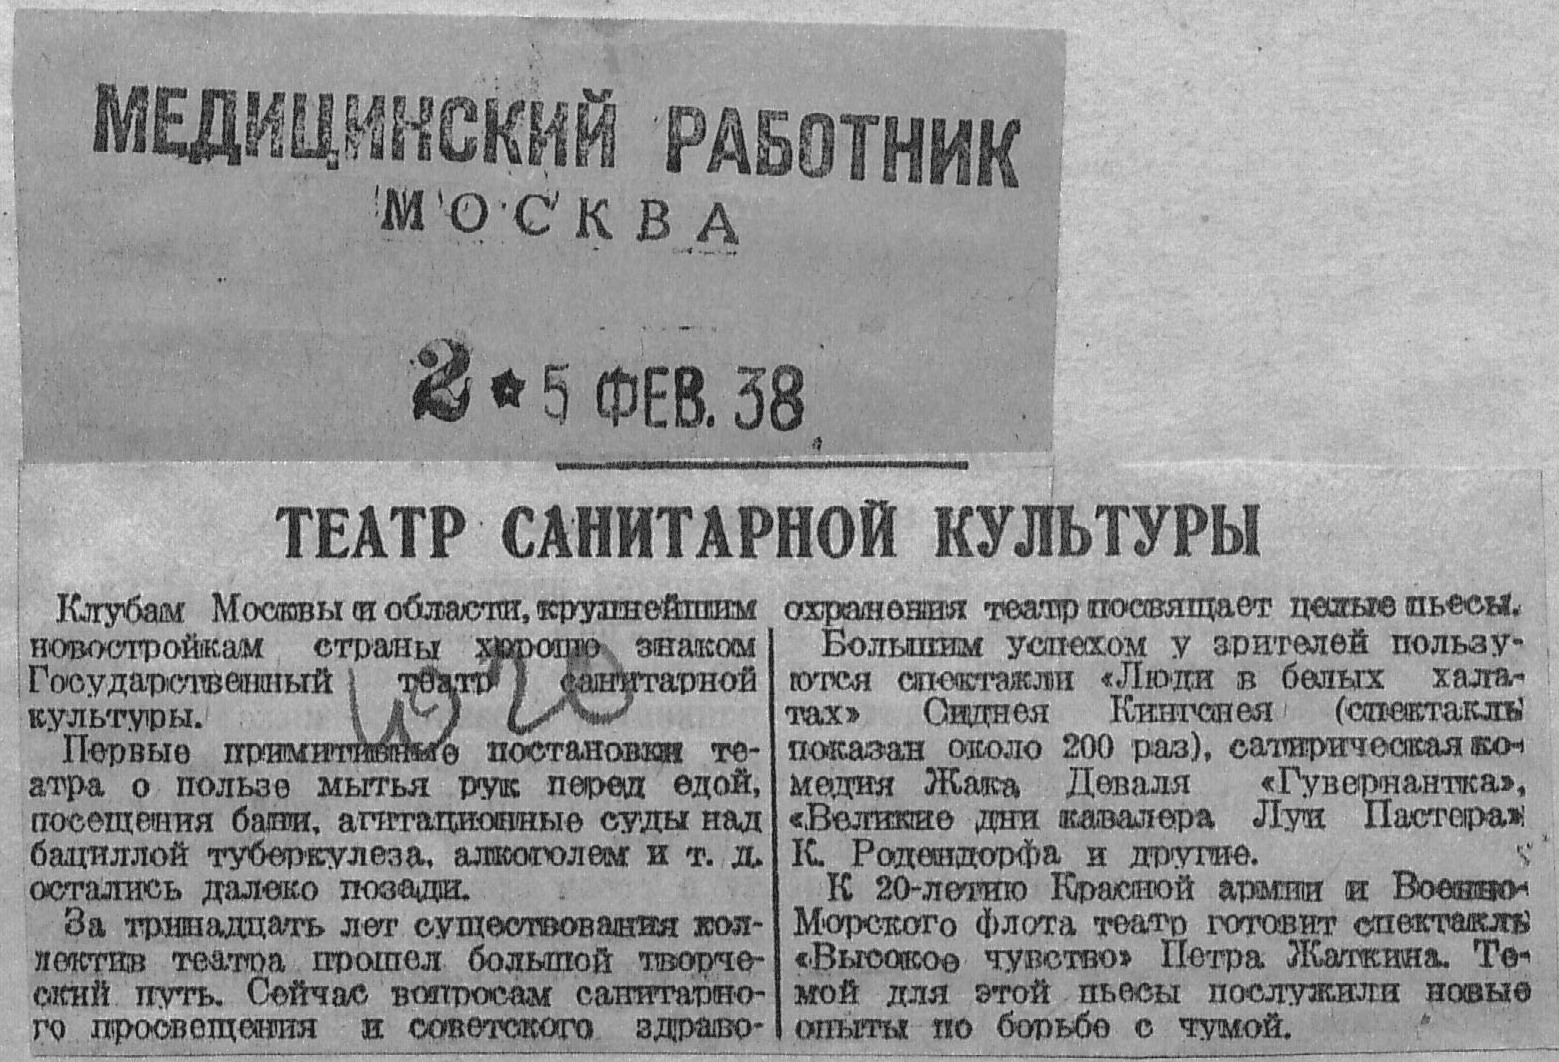 МЕДИЦИНСКИЙ РАБОТНИК
МОСКВА
2 ★ 5 ФЕВ. 38
ТЕАТР САНИТАРНОЙ КУЛЬТУРЫ
Клубам Москвы и области, крупнейшим
новостройкам страны хорошо знаком
Государственный театр санитарной
культуры.
Первые примитивные постановки те-
атра о пользе мытья рук перед едой,
посещения бани, агитационные суды над
бациллой туберкулеза, алкоголем и т. д.
остались далеко позади.
За тринадцать лет существования кол-
лектив театра прошел большой творче-
ский путь. Сейчас вопросам санитарно-
го просвещения и советского здраво-
охранения театр посвящает целые пьесы.
Большим успехом у зрителей пользу-
ются спектакли «Люди в белых хала-
тах» Сиднея Кингслея (спектакль
показан около 200 раз), сатирическая ко-
медия Жака Деваля «Гувернантка»,
«Великие дни кавалера Луи Пастера»
К. Родендорфа и другие.
К 20-летию Красной армии и Военно-
Морского флота театр готовит спектакль
«Высокое чувство» Петра Жаткина. Те-
мой для этой пьесы послужили новые
опыты по борьбе с чумой.